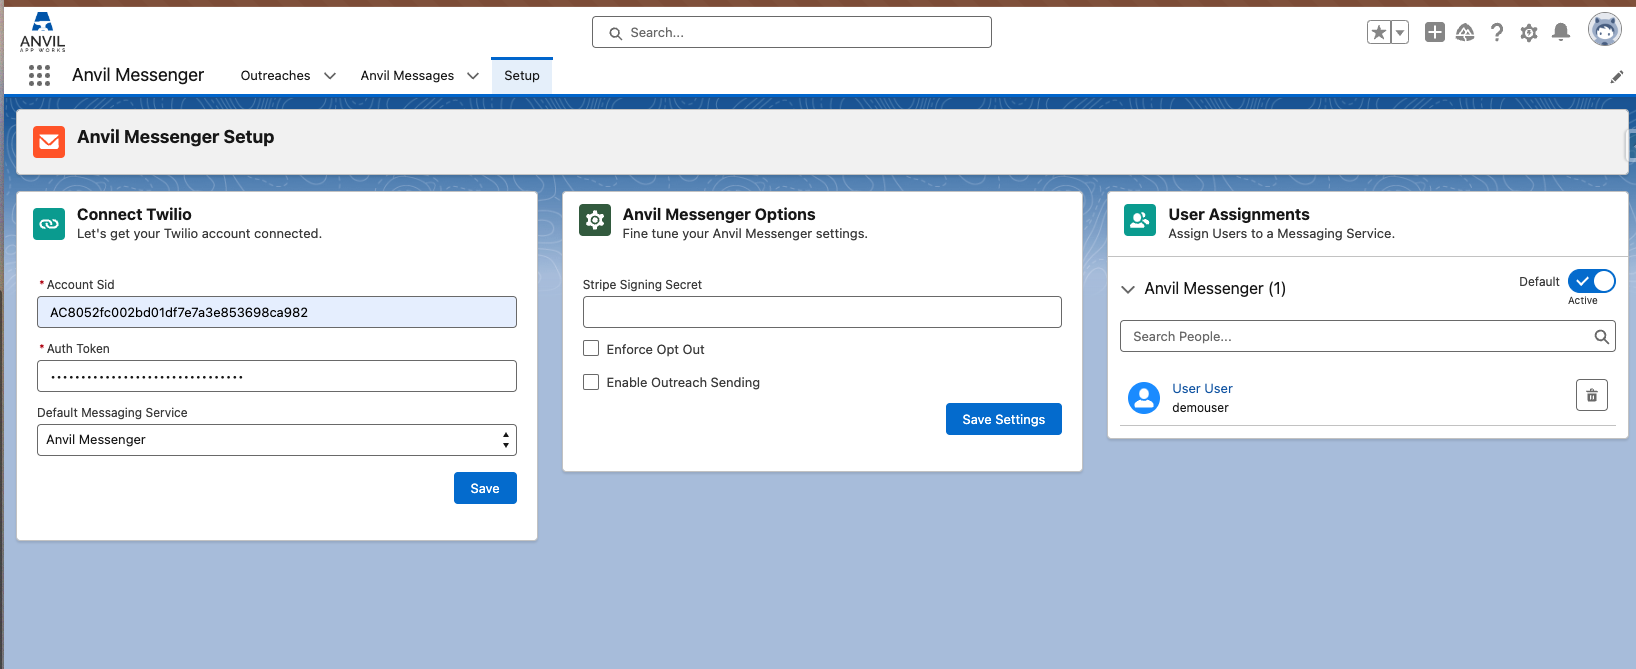 ANVIL
APP WORKS
Search...
Anvil Messenger
Outreaches
Anvil Messages
Setup
Anvil Messenger Setup
Connect Twilio
Let's get your Twilio account connected.
* Account Sid
AC8052fc002bd01df7e7a3e853698ca982
* Auth Token
Default Messaging Service
Anvil Messenger
Save
Anvil Messenger Options
Fine tune your Anvil Messenger settings.
Stripe Signing Secret
Enforce Opt Out
Enable Outreach Sending
Save Settings
User Assignments
Assign Users to a Messaging Service.
Anvil Messenger (1)
Default
Active
Search People...
User User
demouser